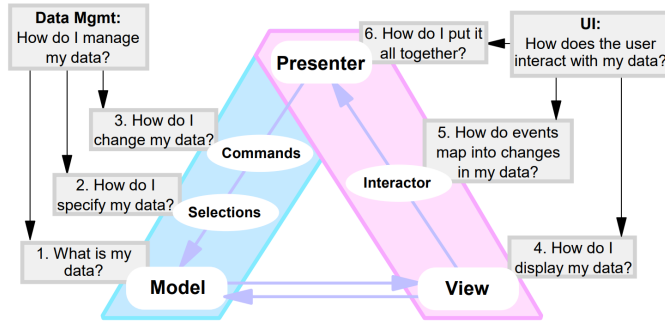 Data Mgmt:
How do I manage
my data?
6. How do I put it
all together?
UI:
How does the user
interact with my data?
Presenter
3. How do I
change my data?
Commands
5. How do events
map into changes
in my data?
2. How do I
specify my data?
Interactor
Selections
1. What is my
data?
4. How do I
display my data?
Model
View